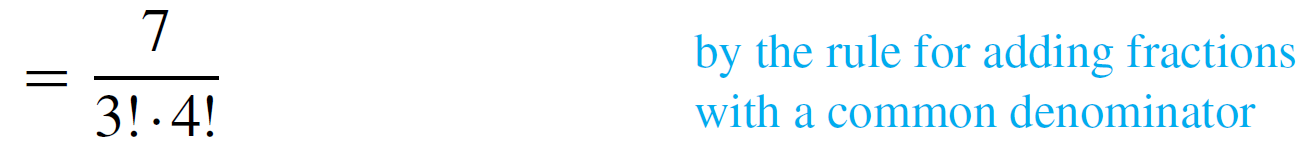 = 7 / (3! · 4!)
by the rule for adding fractions
with a common denominator